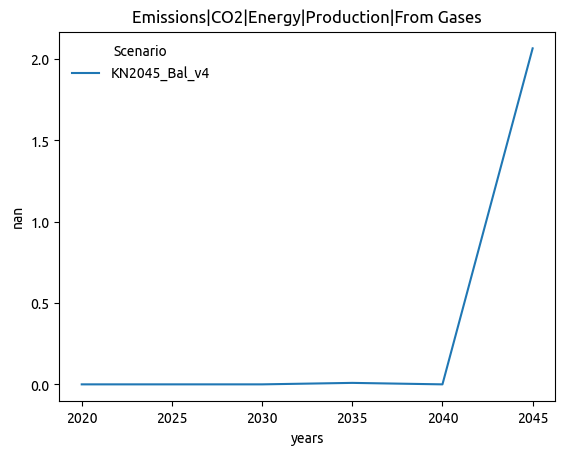 Emissions|CO2|Energy|Production|From Gases
Scenario
KN2045_Bal_v4
2.0
1.5
1.0
0.5
0.0
nan
2020 2025 2030 2035 2040 2045
years